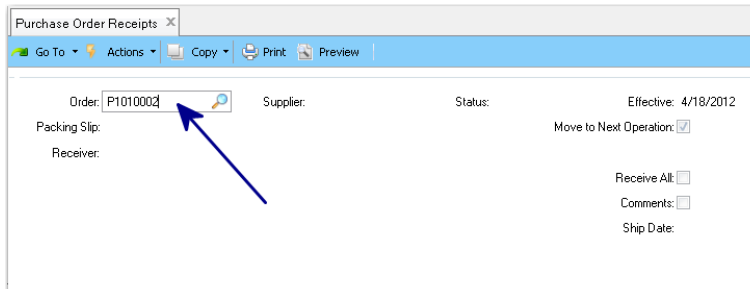 Purchase Order Receipts
Go To Actions Copy Print Preview
Order: P1010002 Supplier: Status: Effective: 4/18/2012
Packing Slip: Move to Next Operation:
Receiver:
Receive All:
Comments:
Ship Date: